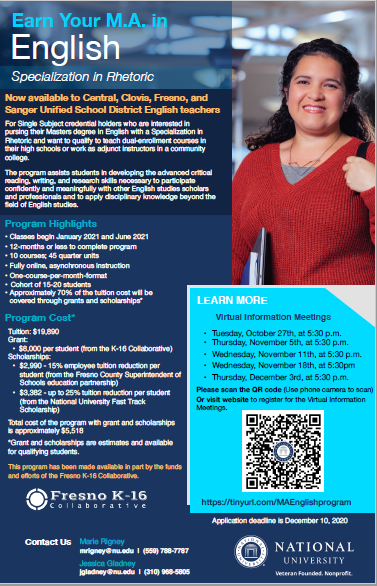 Earn Your M.A. in
English
Specialization in Rhetoric
Now available to Central, Clovis, Fresno, and
Sanger Unified School District English teachers
For Single Subject credential holders who are interested in
pursing their Masters degree in English with a Specialization in
Rhetoric and want to qualify to teach dual-enrollment courses in
their high schools or work as adjunct instructors in a community
college.
The program assists students in developing the advanced critical
reading, writing, and research skills necessary to participate
confidently and meaningfully with other English studies scholars
and professionals and to apply disciplinary knowledge beyond the
field of English studies.
Program Highlights
• Classes begin January 2021 and June 2021
• 12-months or less to complete program
• 10 courses; 45 quarter units
• Fully online, asynchronous instruction
• One-course-per-month-format
• Cohort of 15-20 students
• Approximately 70% of the tuition cost will be
covered through grants and scholarships*
Program Cost*
Tuition: $19,890
Grant:
• $8,000 per student (from the K-16 Collaborative)
Scholarships:
• $2,990 - 15% employee tuition reduction per
student (from the Fresno County Superintendent of
Schools education partnership)
• $3,382 - up to 25% tuition reduction per student
(from the National University Fast Track
Scholarship)
Total cost of the program with grant and scholarships
is approximately $5,518
*Grant and scholarships are estimates and available
for qualifying students.
This program has been made available in part by the funds
and efforts of the Fresno K-16 Collaborative.
Fresno K-16
Collaborative
LEARN MORE
Virtual Information Meetings
• Tuesday, October 27th, at 5:30 p.m.
• Thursday, November 5th, at 5:30 p.m.
• Wednesday, November 11th, at 5:30 p.m.
• Wednesday, November 18th, at 5:30pm
• Thursday, December 3rd, at 5:30 p.m.
Please scan the QR code (Use phone camera to scan)
Or visit website to register for the Virtual Information
Meetings.
https://tinyurl.com/MAEnglishprogram
Application deadline is December 10, 2020
Contact Us
Marie Rigney
mrigney@nu.edu | (559) 788-7787
Jessica Gladney
jgladney@nu.edu | (310) 968-5805
NATIONAL
UNIVERSITY
Veteran Founded. Nonprofit.